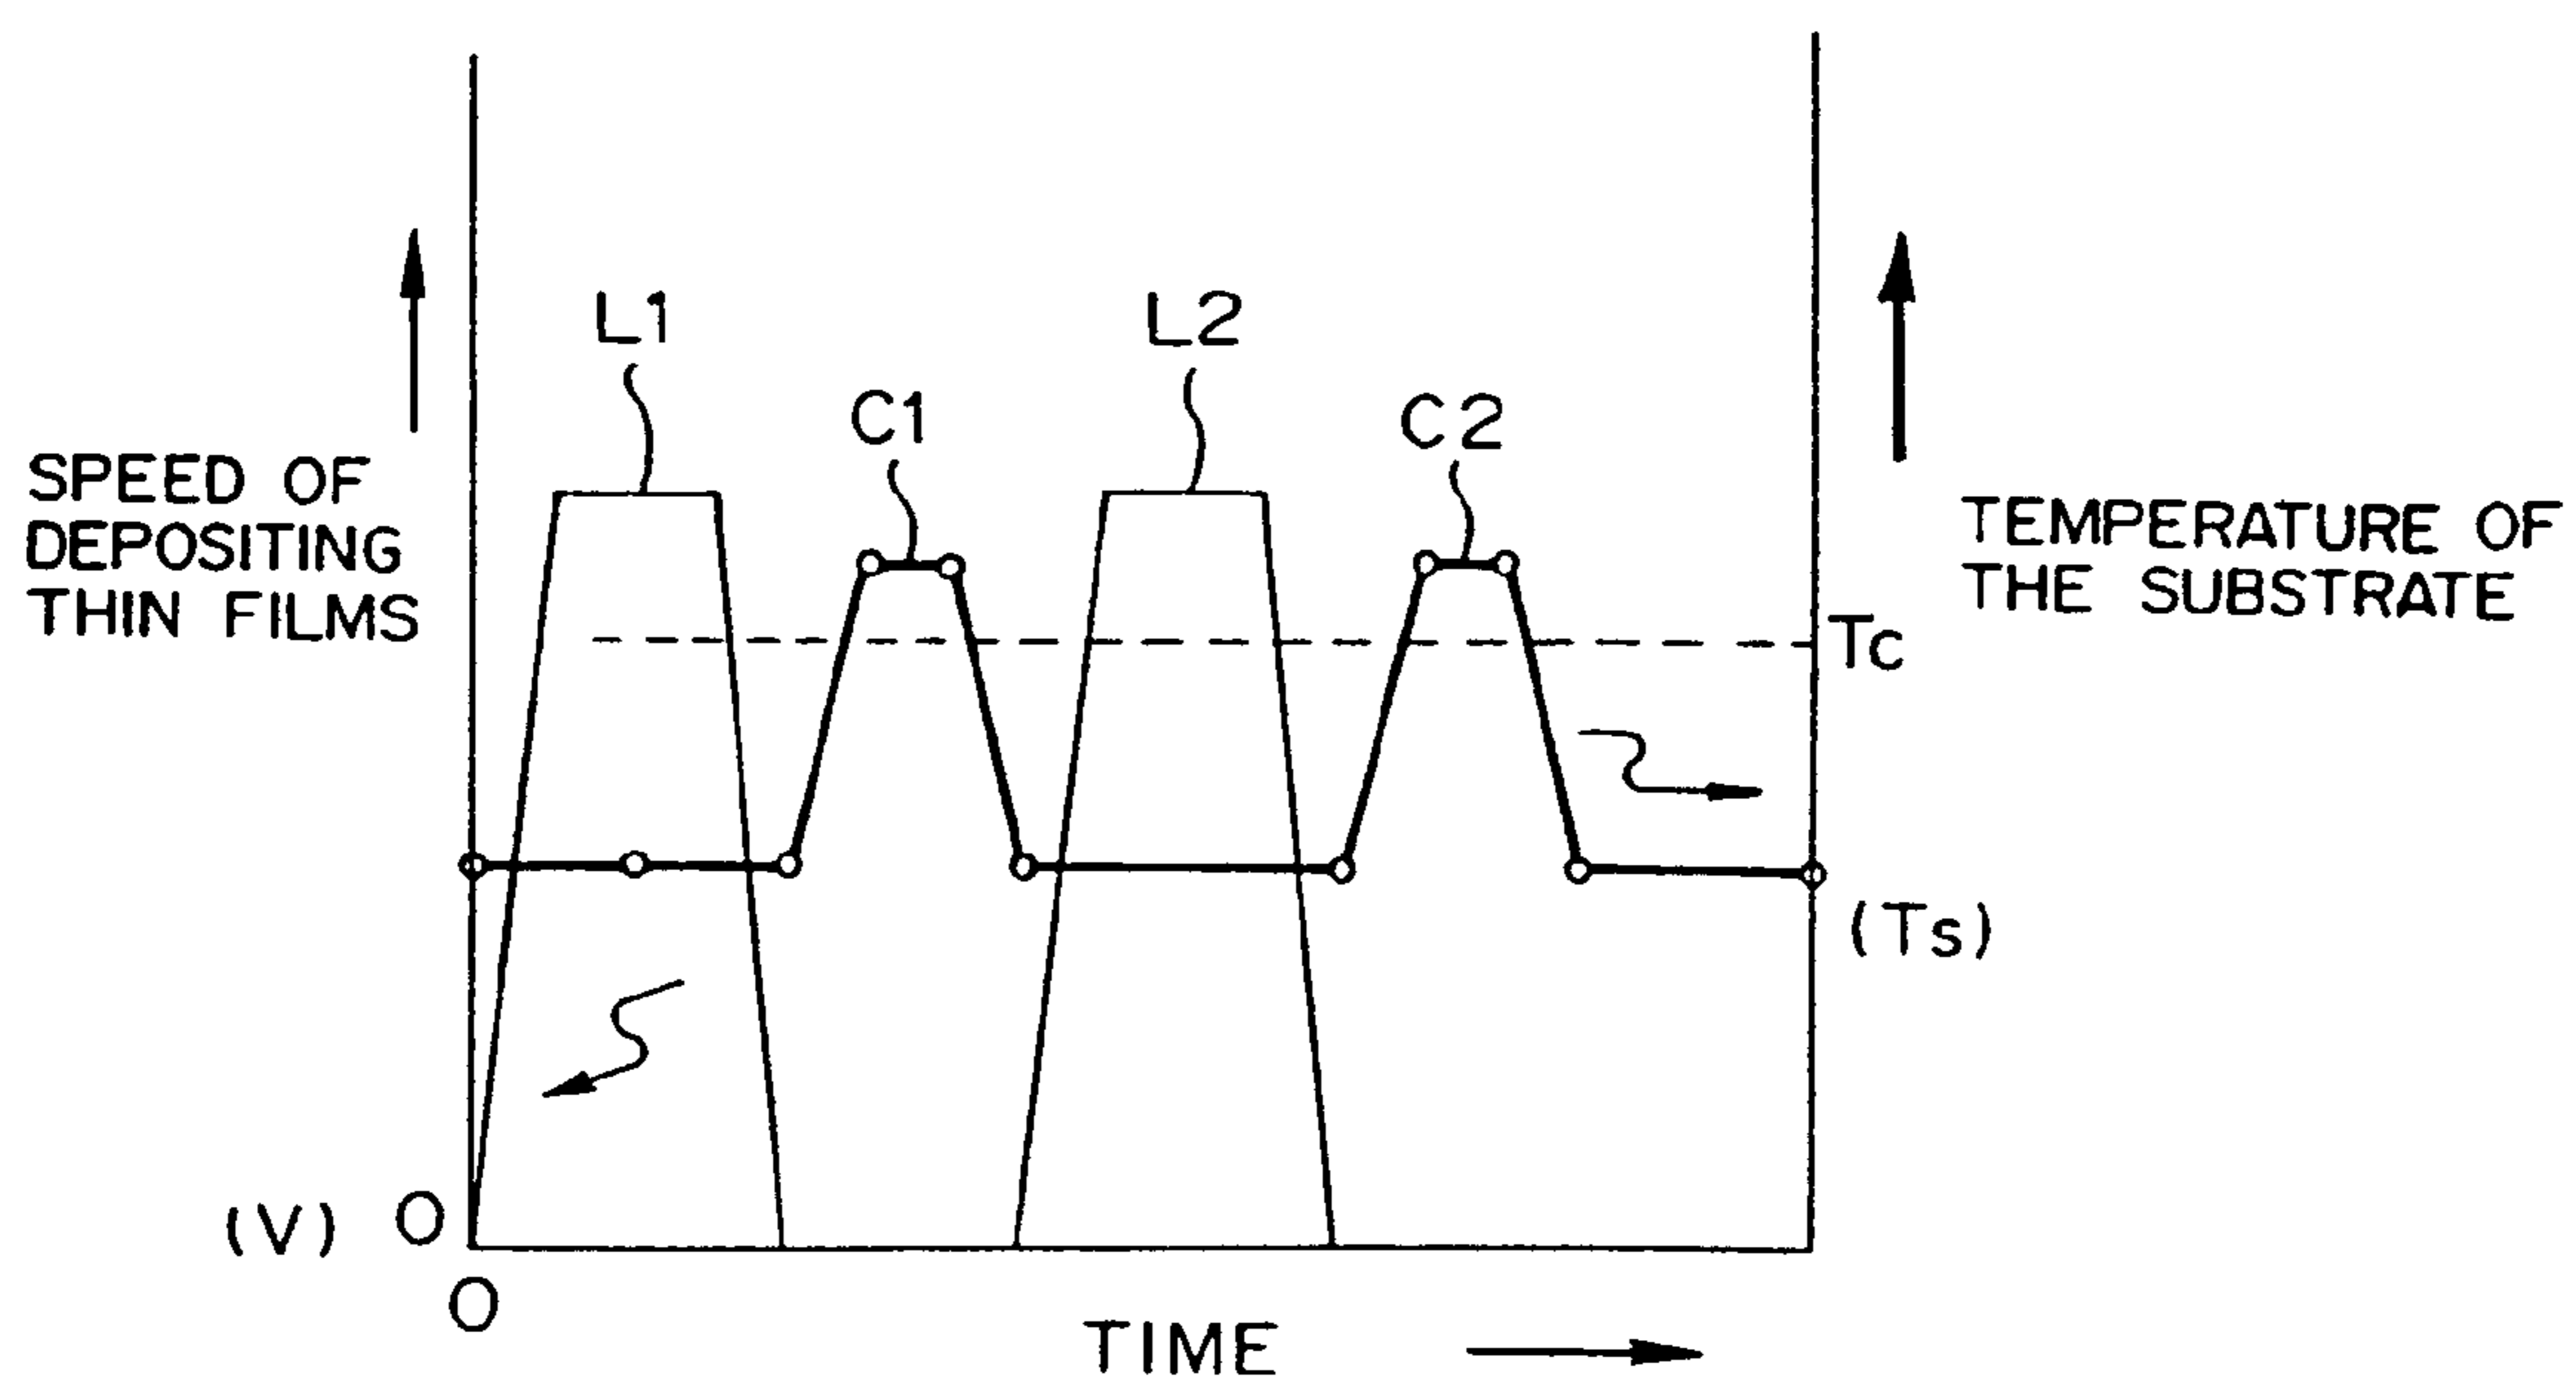 L1
L2
C1
C2
SPEED OF
DEPOSITING
THIN FILMS
TEMPERATURE OF
THE SUBSTRATE
Tc
(Ts)
(V)
O
O
TIME